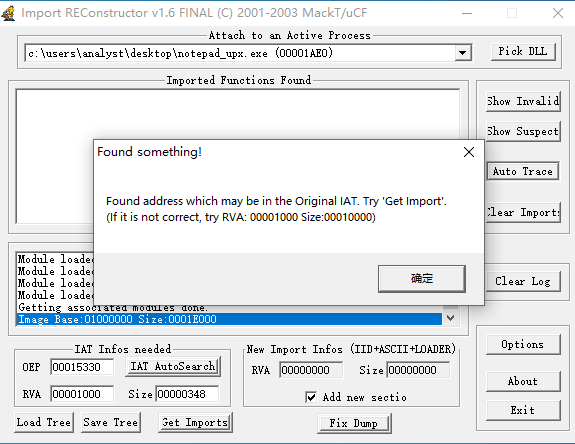 Import REConstructor v1.6 FINAL (C) 2001-2003 MackT/uCF
Attach to an Active Process
c:\users\analyst\desktop\notepad_upx.exe (00001AE0)
Pick DLL
Imported Functions Found
Show Invalid
Show Suspect
Auto Trace
Clear Imports
Found something!
Found address which may be in the Original IAT. Try 'Get Import'.
(If it is not correct, try RVA: 00001000 Size:00010000)
确定
Module loaded
Module loaded
Module loaded
Module loaded
Getting associated modules done.
Image Base:01000000 Size:0001E000
Clear Log
IAT Infos needed
OEP 00015330 IAT AutoSearch
RVA 00001000 Size 00000348
Load Tree Save Tree Get Imports
New Import Infos (IID+ASCII+LOADER)
RVA 00000000 Size 00000000
Add new sectio
Fix Dump
Options
About
Exit